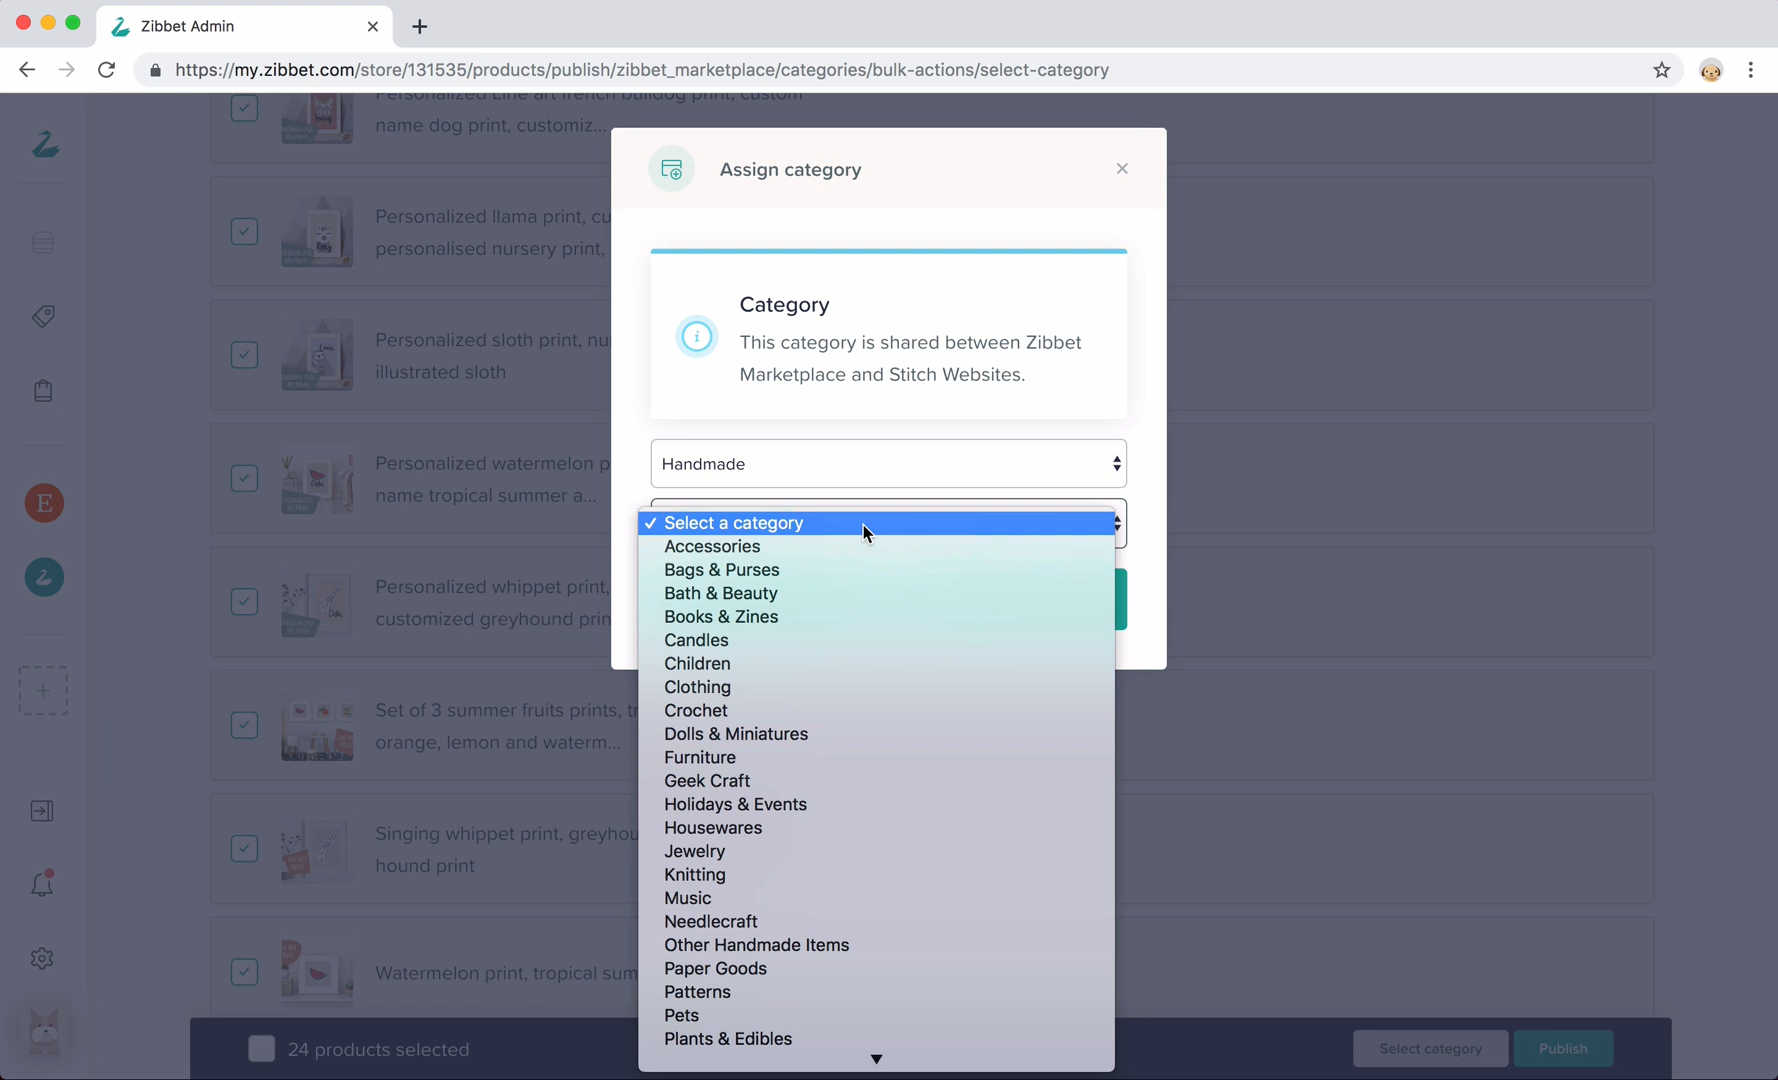 Zibbet Admin
https://my.zibbet.com/store/131535/products/publish/zibbet_marketplace/categories/bulk-actions/select-category
Personalized Line art french bulldog print, custom
name dog print, customiz...
Personalized llama print, cu
personalised nursery print,
Personalized sloth print, nu
illustrated sloth
Personalized watermelon p
name tropical summer a...
Personalized whippet print,
customized greyhound prin
Set of 3 summer fruits prints, tr
orange, lemon and waterm...
Singing whippet print, greyhou
hound print
Watermelon print, tropical sum
E
Assign category
Category
This category is shared between Zibbet
Marketplace and Stitch Websites.
Handmade
✓ Select a category
Accessories
Bags & Purses
Bath & Beauty
Books & Zines
Candles
Children
Clothing
Crochet
Dolls & Miniatures
Furniture
Geek Craft
Holidays & Events
Housewares
Jewelry
Knitting
Music
Needlecraft
Other Handmade Items
Paper Goods
Patterns
Pets
Plants & Edibles
24 products selected
Select category
Publish